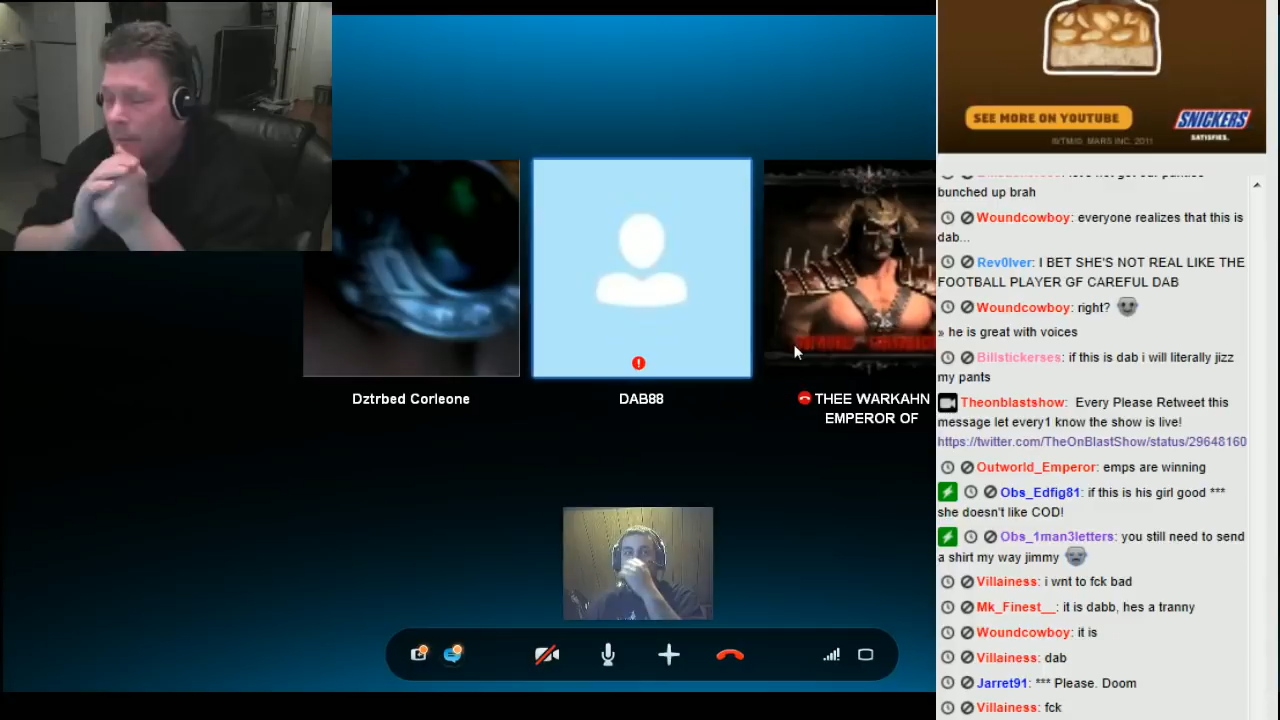 SEE MORE ON YOUTUBE
SNICKERS
SATISFIES.
®/TM/©, MARS INC. 2011
bunched up brah
Woundcowboy: everyone realizes that this is
dab...
Rev0lver: I BET SHE'S NOT REAL LIKE THE
FOOTBALL PLAYER GF CAREFUL DAB
Woundcowboy: right?
» he is great with voices
Billstickerses: if this is dab i will literally jizz
my pants
Theonblastshow: Every Please Retweet this
message let every1 know the show is live!
https://twitter.com/TheOnBlastShow/status/29648160
Outworld_Emperor: emps are winning
Obs_Edfig81: if this is his girl good ***
she doesn't like COD!
Obs_1man3letters: you still need to send
a shirt my way jimmy
Villainess: i wnt to fck bad
Mk_Finest__: it is dabb, hes a tranny
Woundcowboy: it is
Villainess: dab
Jarret91: *** Please. Doom
Villainess: fck
Dztrbed Corleone
DAB88
THEE WARKAHN
EMPEROR OF